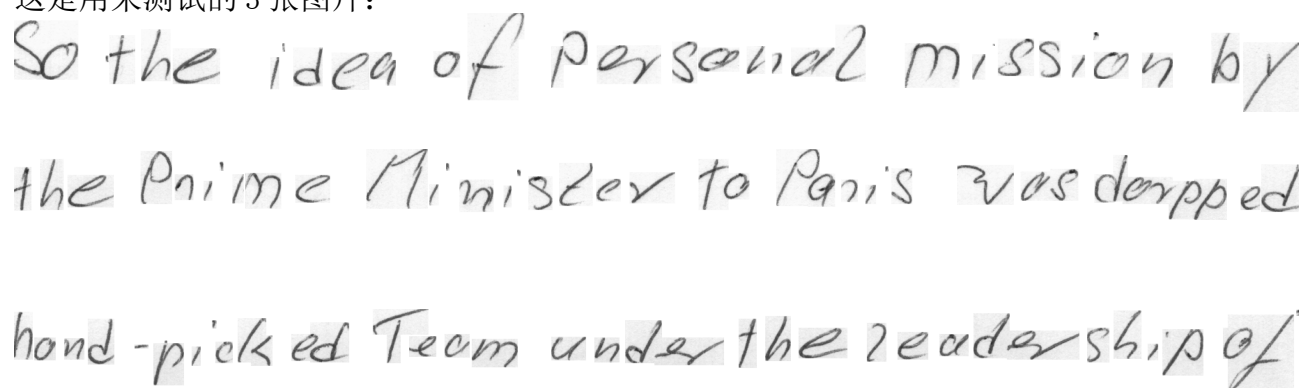 这是用来测试的3张图片：
So the idea of personal mission by
the Prime Minister to Paris was dorpped
hand-picked Team under the leadership of